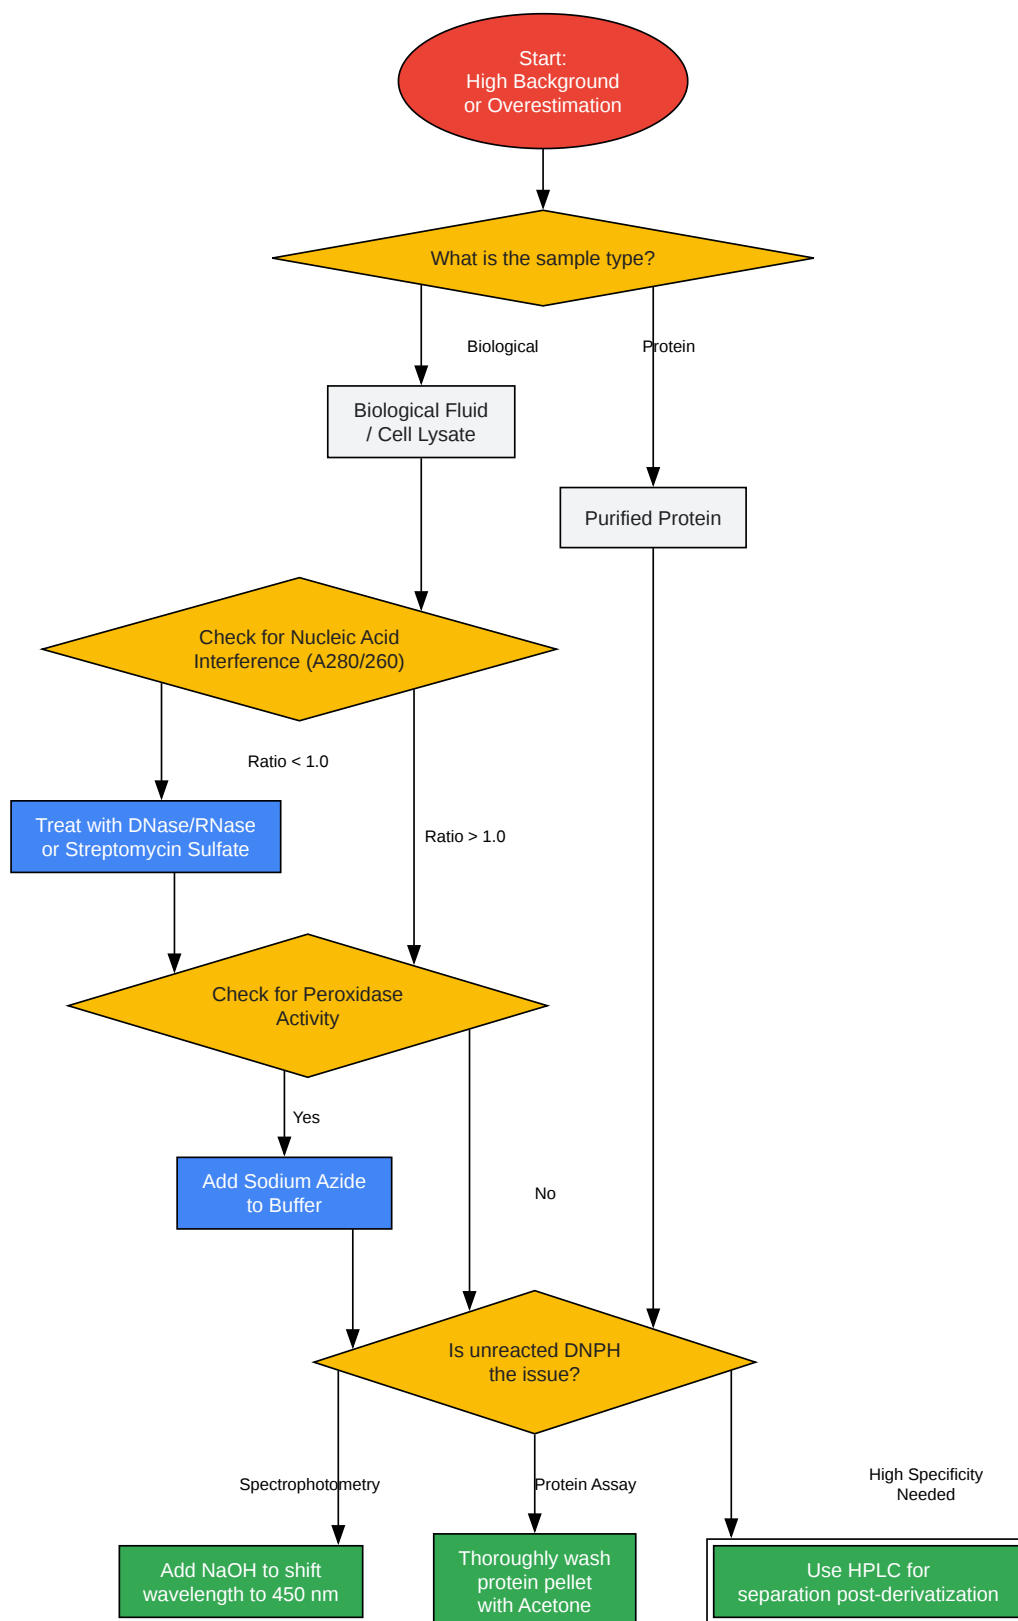 Start:
High Background
or Overestimation
What is the sample type?
Biological
Protein
Biological Fluid
/ Cell Lysate
Purified Protein
Check for Nucleic Acid
Interference (A280/260)
Ratio < 1.0
Treat with DNase/RNase
or Streptomycin Sulfate
Ratio > 1.0
Check for Peroxidase
Activity
Yes
Add Sodium Azide
to Buffer
No
Is unreacted DNPH
the issue?
Spectrophotometry
Protein Assay
High Specificity
Needed
Add NaOH to shift
wavelength to 450 nm
Thoroughly wash
protein pellet
with Acetone
Use HPLC for
separation post-derivatization